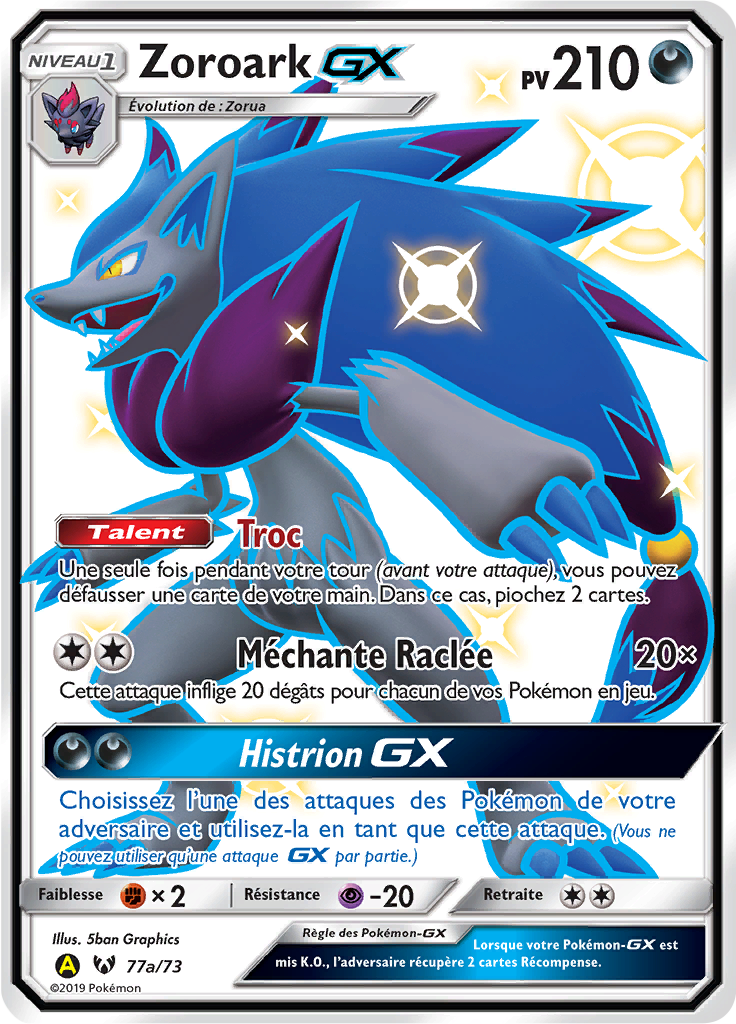 NIVEAU1
Zoroark GX
PV210
Évolution de : Zorua
Talent Troc
Une seule fois pendant votre tour (avant votre attaque), vous pouvez
défausser une carte de votre main. Dans ce cas, piochez 2 cartes.
Méchante Raclée 20×
Cette attaque inflige 20 dégâts pour chacun de vos Pokémon en jeu.
Histrion GX
Choisissez l'une des attaques des Pokémon de votre
adversaire et utilisez-la en tant que cette attaque. (Vous ne
pouvez utiliser qu'une attaque GX par partie.)
Faiblesse ×2 Résistance -20 Retraite
Illus. 5ban Graphics
A 77a/73
©2019 Pokémon
Règle des Pokémon-GX
Lorsque votre Pokémon-GX est
mis K.O., l'adversaire récupère 2 cartes Récompense.